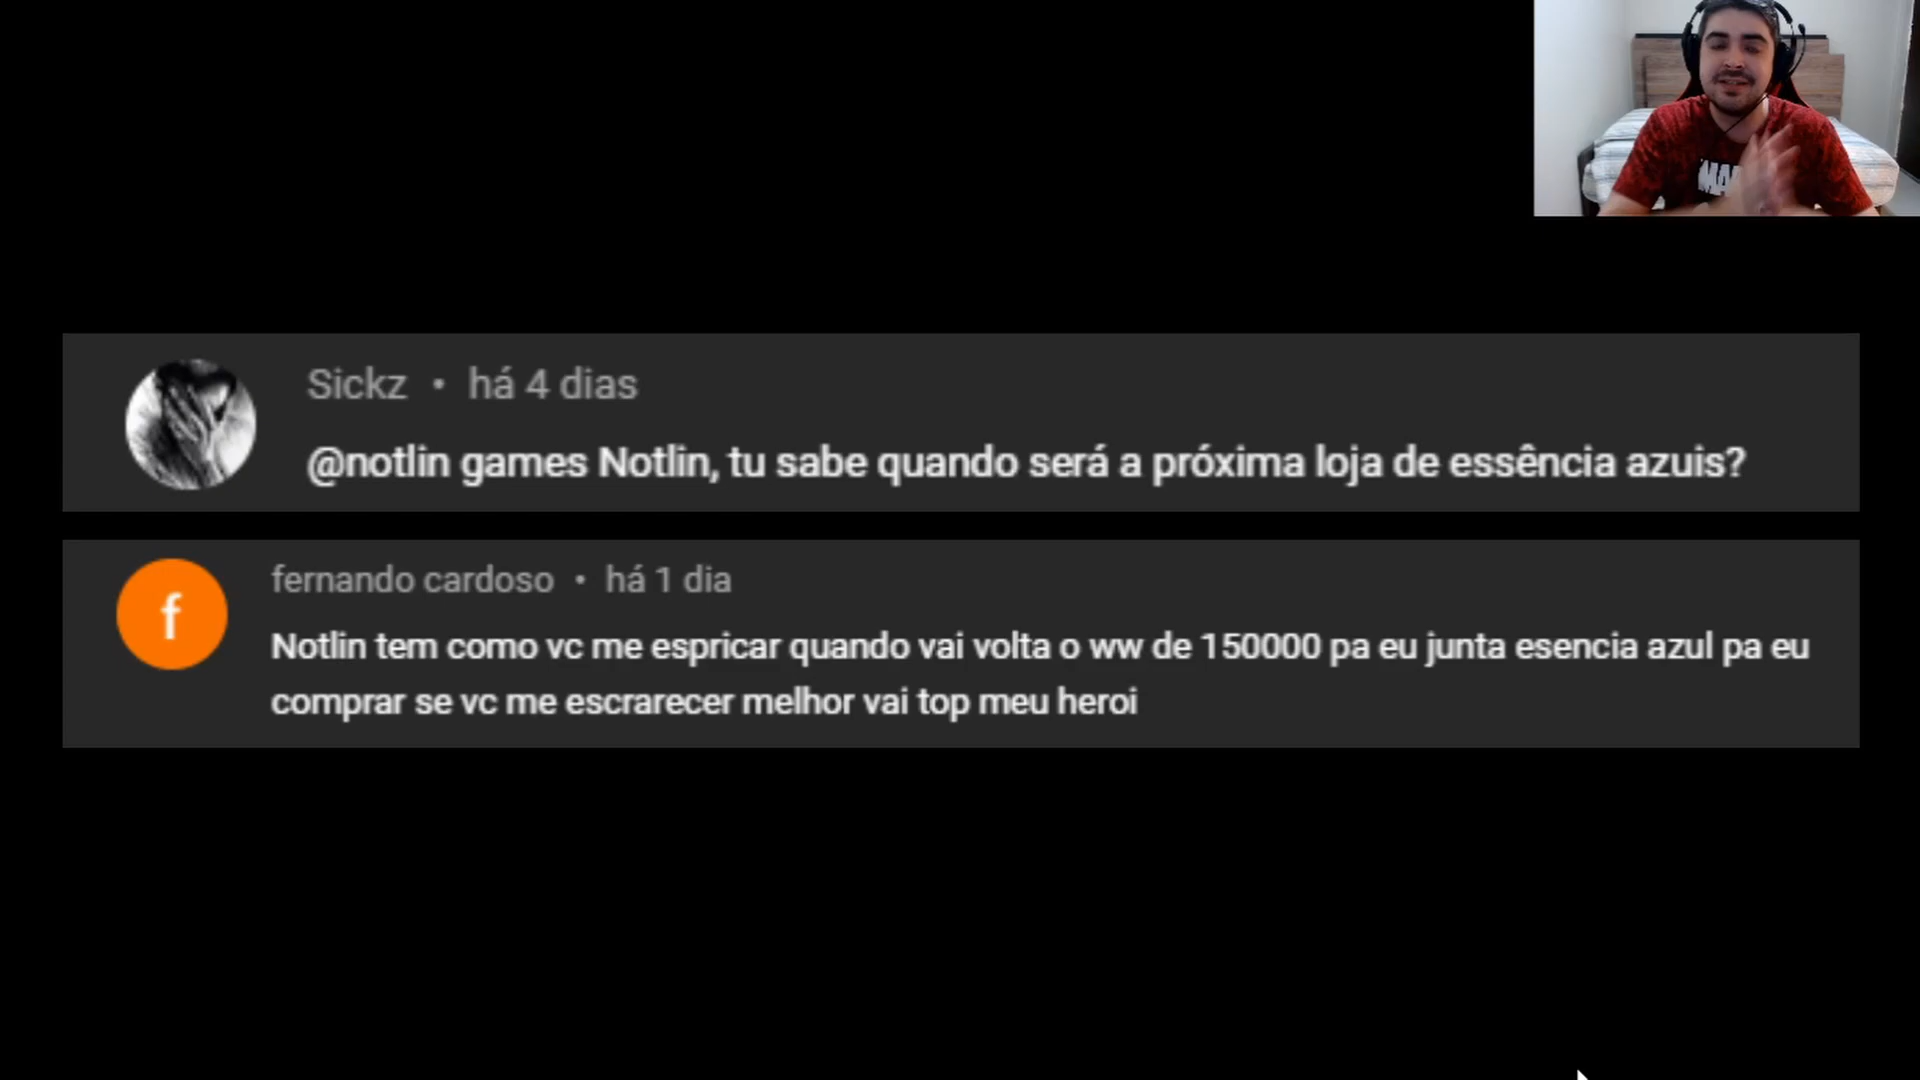 Sickz • há 4 dias
@notlin games Notlin, tu sabe quando será a próxima loja de essência azuis?
f
fernando cardoso • há 1 dia
Notlin tem como vc me espricar quando vai volta o ww de 150000 pa eu junta esencia azul pa eu
comprar se vc me escrarecer melhor vai top meu heroi